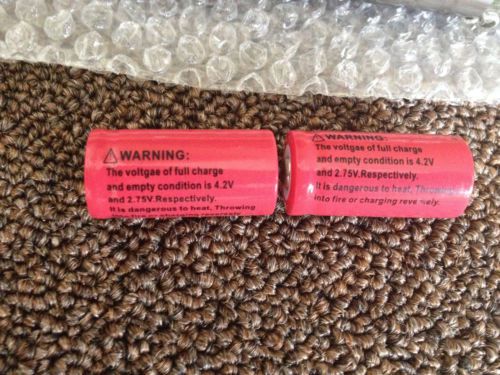 ⚠WARNING:
The voltgae of full charge
and empty condition is 4.2V
and 2.75V.Respectively.
It is dangerous to heat, Throwing
⚠WARNING:
The voltgae of full charge
and empty condition is 4.2V
and 2.75V.Respectively.
It is dangerous to heat, Throwing
into fire or charging reve sely.